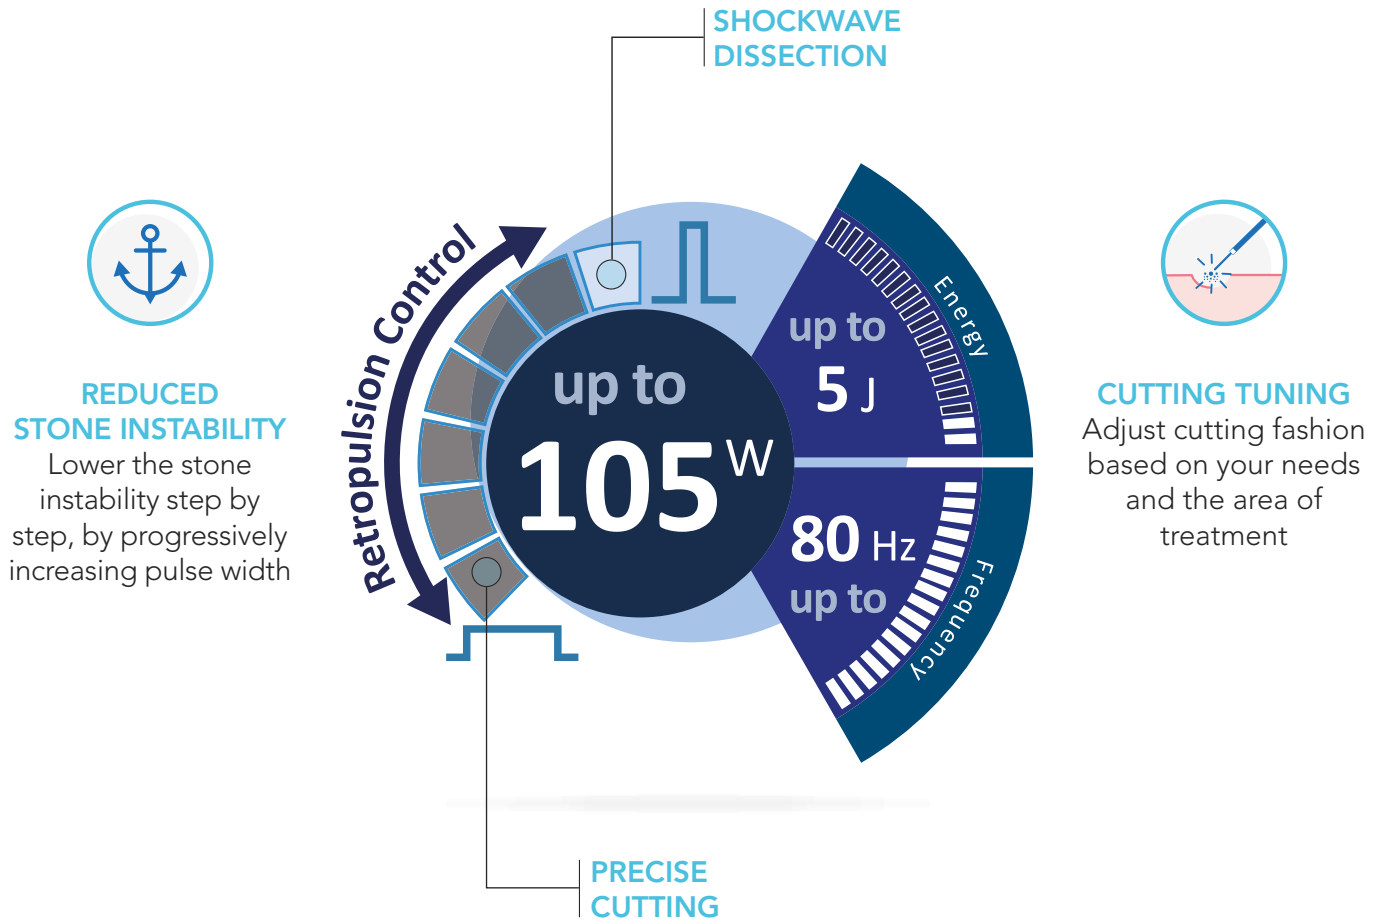 SHOCKWAVE
DISSECTION
Retropulsion Control
REDUCED
STONE INSTABILITY
Lower the stone
instability step by
step, by progressively
increasing pulse width
up to
105 W
Energy
up to
5 J
80 Hz
up to
Frequency
CUTTING TUNING
Adjust cutting fashion
based on your needs
and the area of
treatment
PRECISE
CUTTING